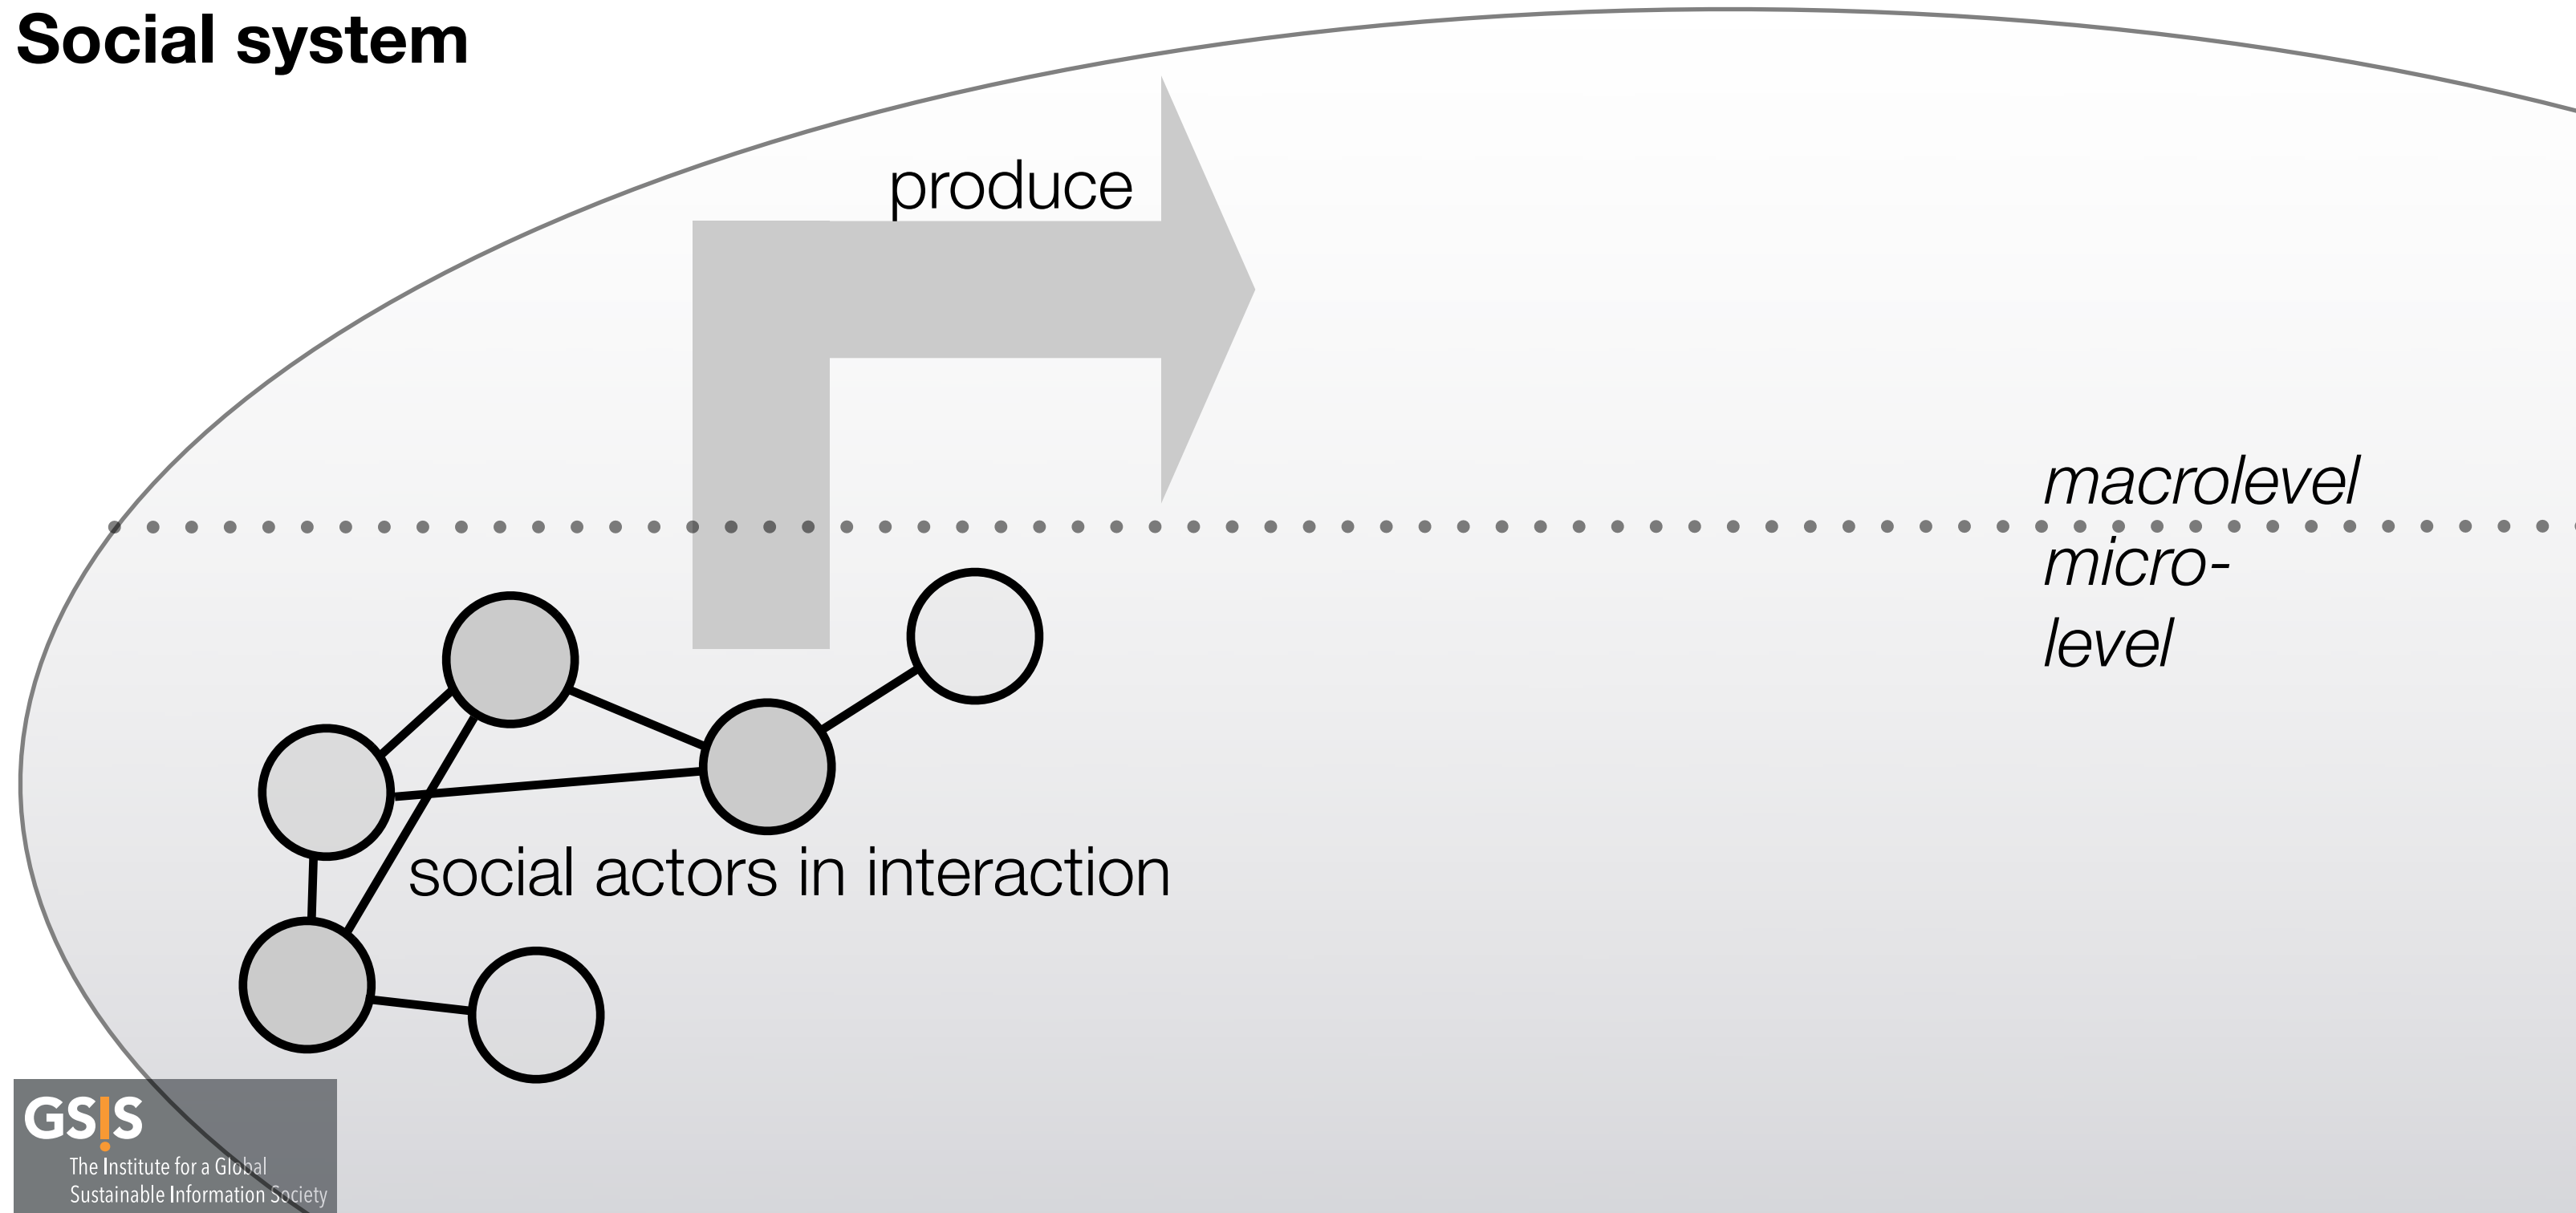 Social system
produce
macrolevel
micro-
level
social actors in interaction
GS!S
The Institute for a Global
Sustainable Information Society